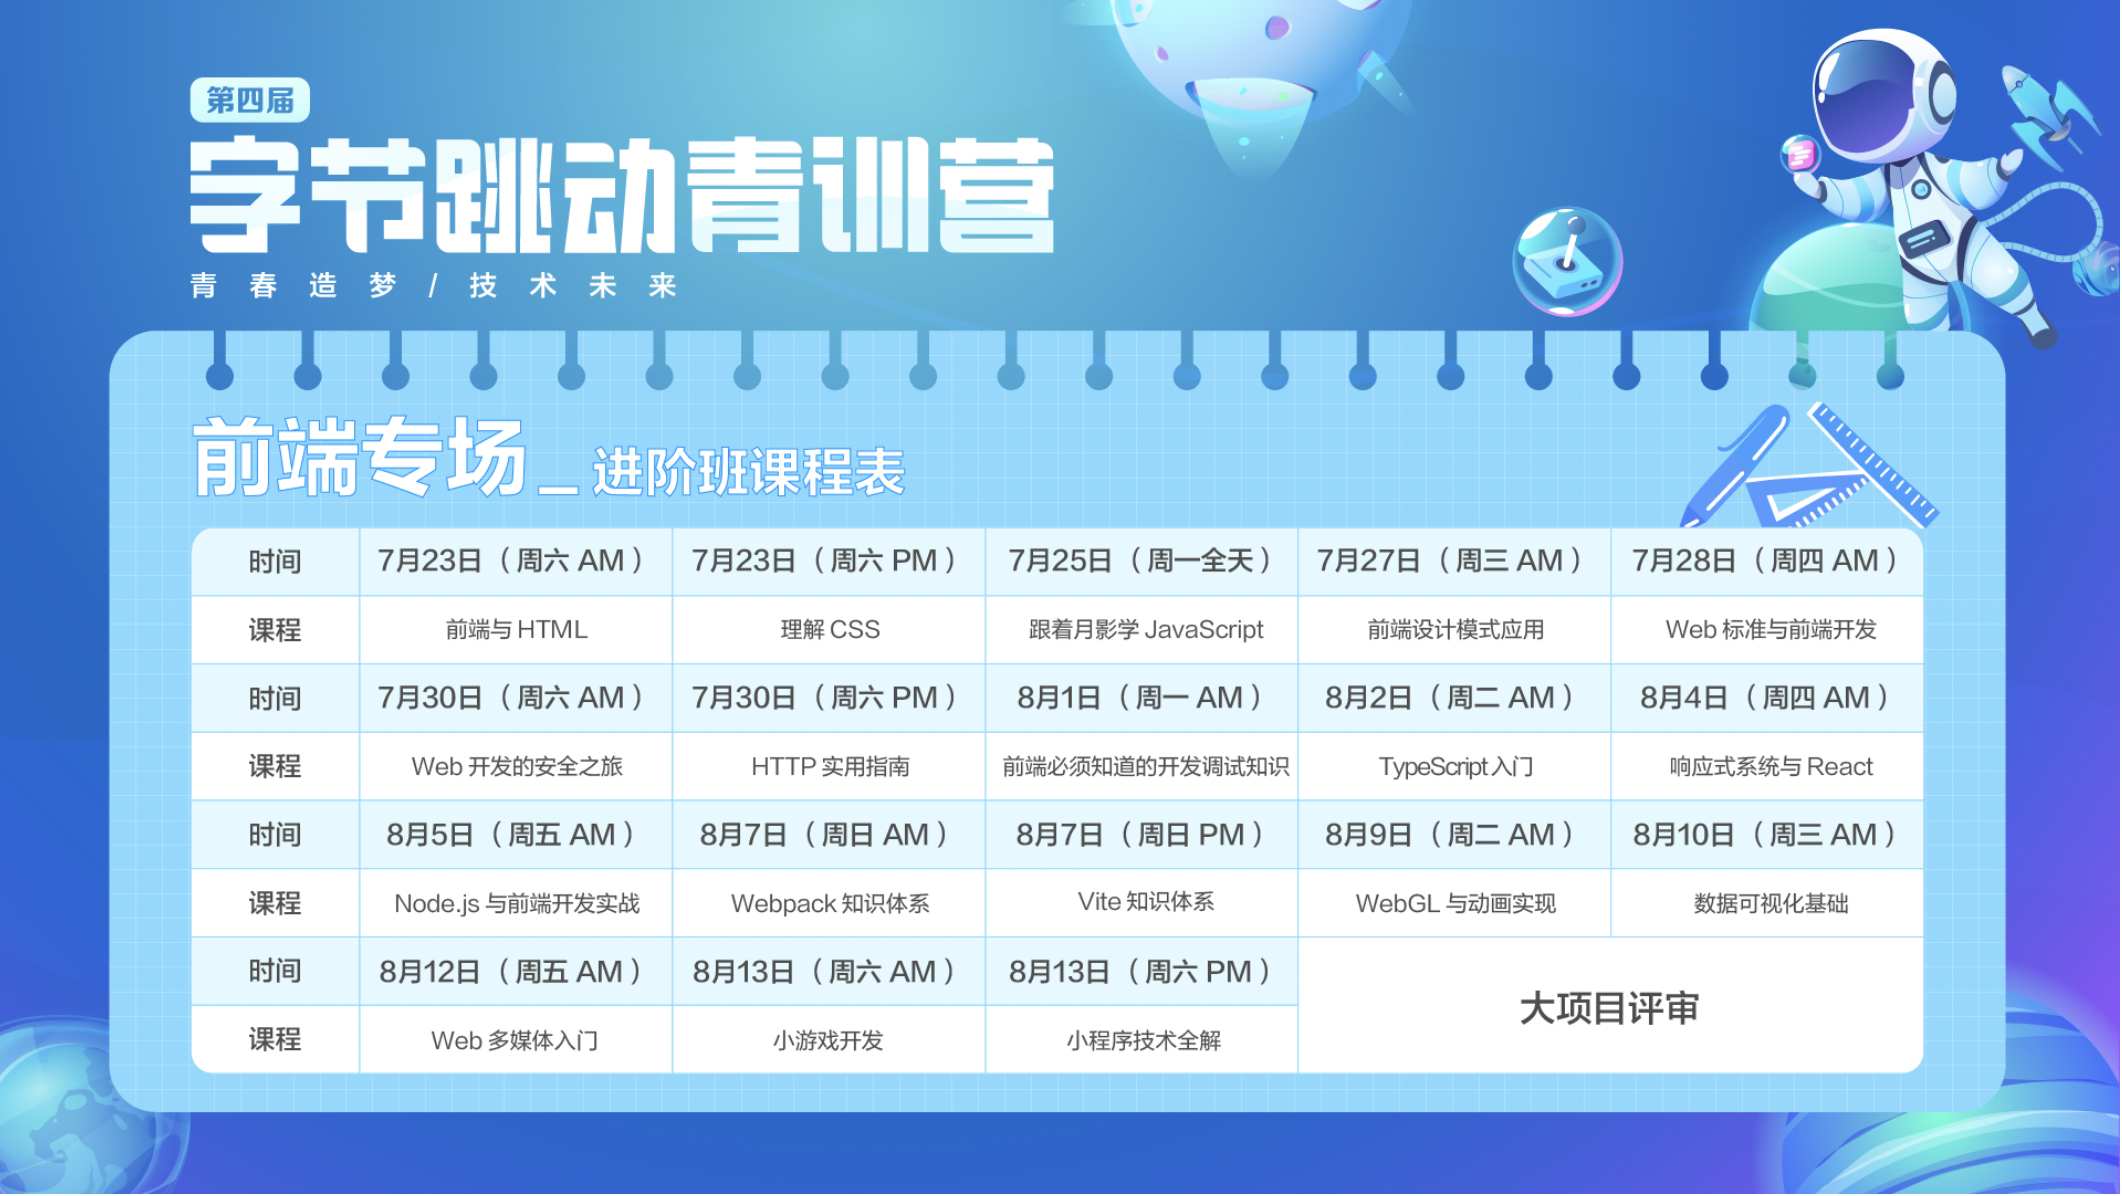 第四届
字节跳动青训营
青春造梦/技术未来
前端专场_进阶班课程表
时间 7月23日（周六 AM） 7月23日（周六 PM） 7月25日（周一全天） 7月27日（周三 AM） 7月28日（周四 AM）
课程 前端与 HTML 理解 CSS 跟着月影学 JavaScript 前端设计模式应用 Web 标准与前端开发
时间 7月30日（周六 AM） 7月30日（周六 PM） 8月1日（周一 AM） 8月2日（周二 AM） 8月4日（周四 AM）
课程 Web 开发的安全之旅 HTTP 实用指南 前端必须知道的开发调试知识 TypeScript 入门 响应式系统与 React
时间 8月5日（周五 AM） 8月7日（周日 AM） 8月7日（周日 PM） 8月9日（周二 AM） 8月10日（周三 AM）
课程 Node.js 与前端开发实战 Webpack 知识体系 Vite 知识体系 WebGL 与动画实现 数据可视化基础
时间 8月12日（周五 AM） 8月13日（周六 AM） 8月13日（周六 PM）
大项目评审
课程 Web 多媒体入门 小游戏开发 小程序技术全解